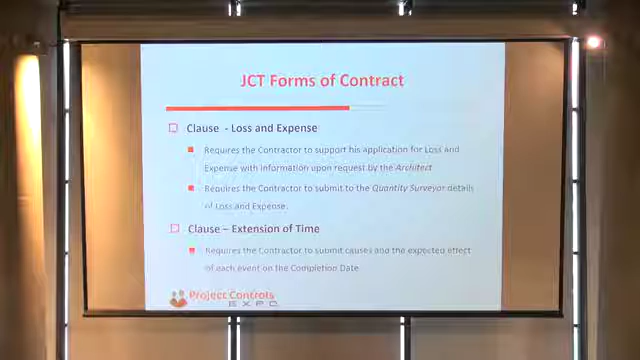 JCT Forms of Contract
Clause - Loss and Expense
Requires the Contractor to support his application for Loss and
Expense with information upon request by the Architect
Requires the Contractor to submit to the Quantity Surveyor details
of Loss and Expense.
Clause – Extension of Time
Requires the Contractor to submit causes and the expected effect
of each event on the Completion Date
Project Controls
EXPO